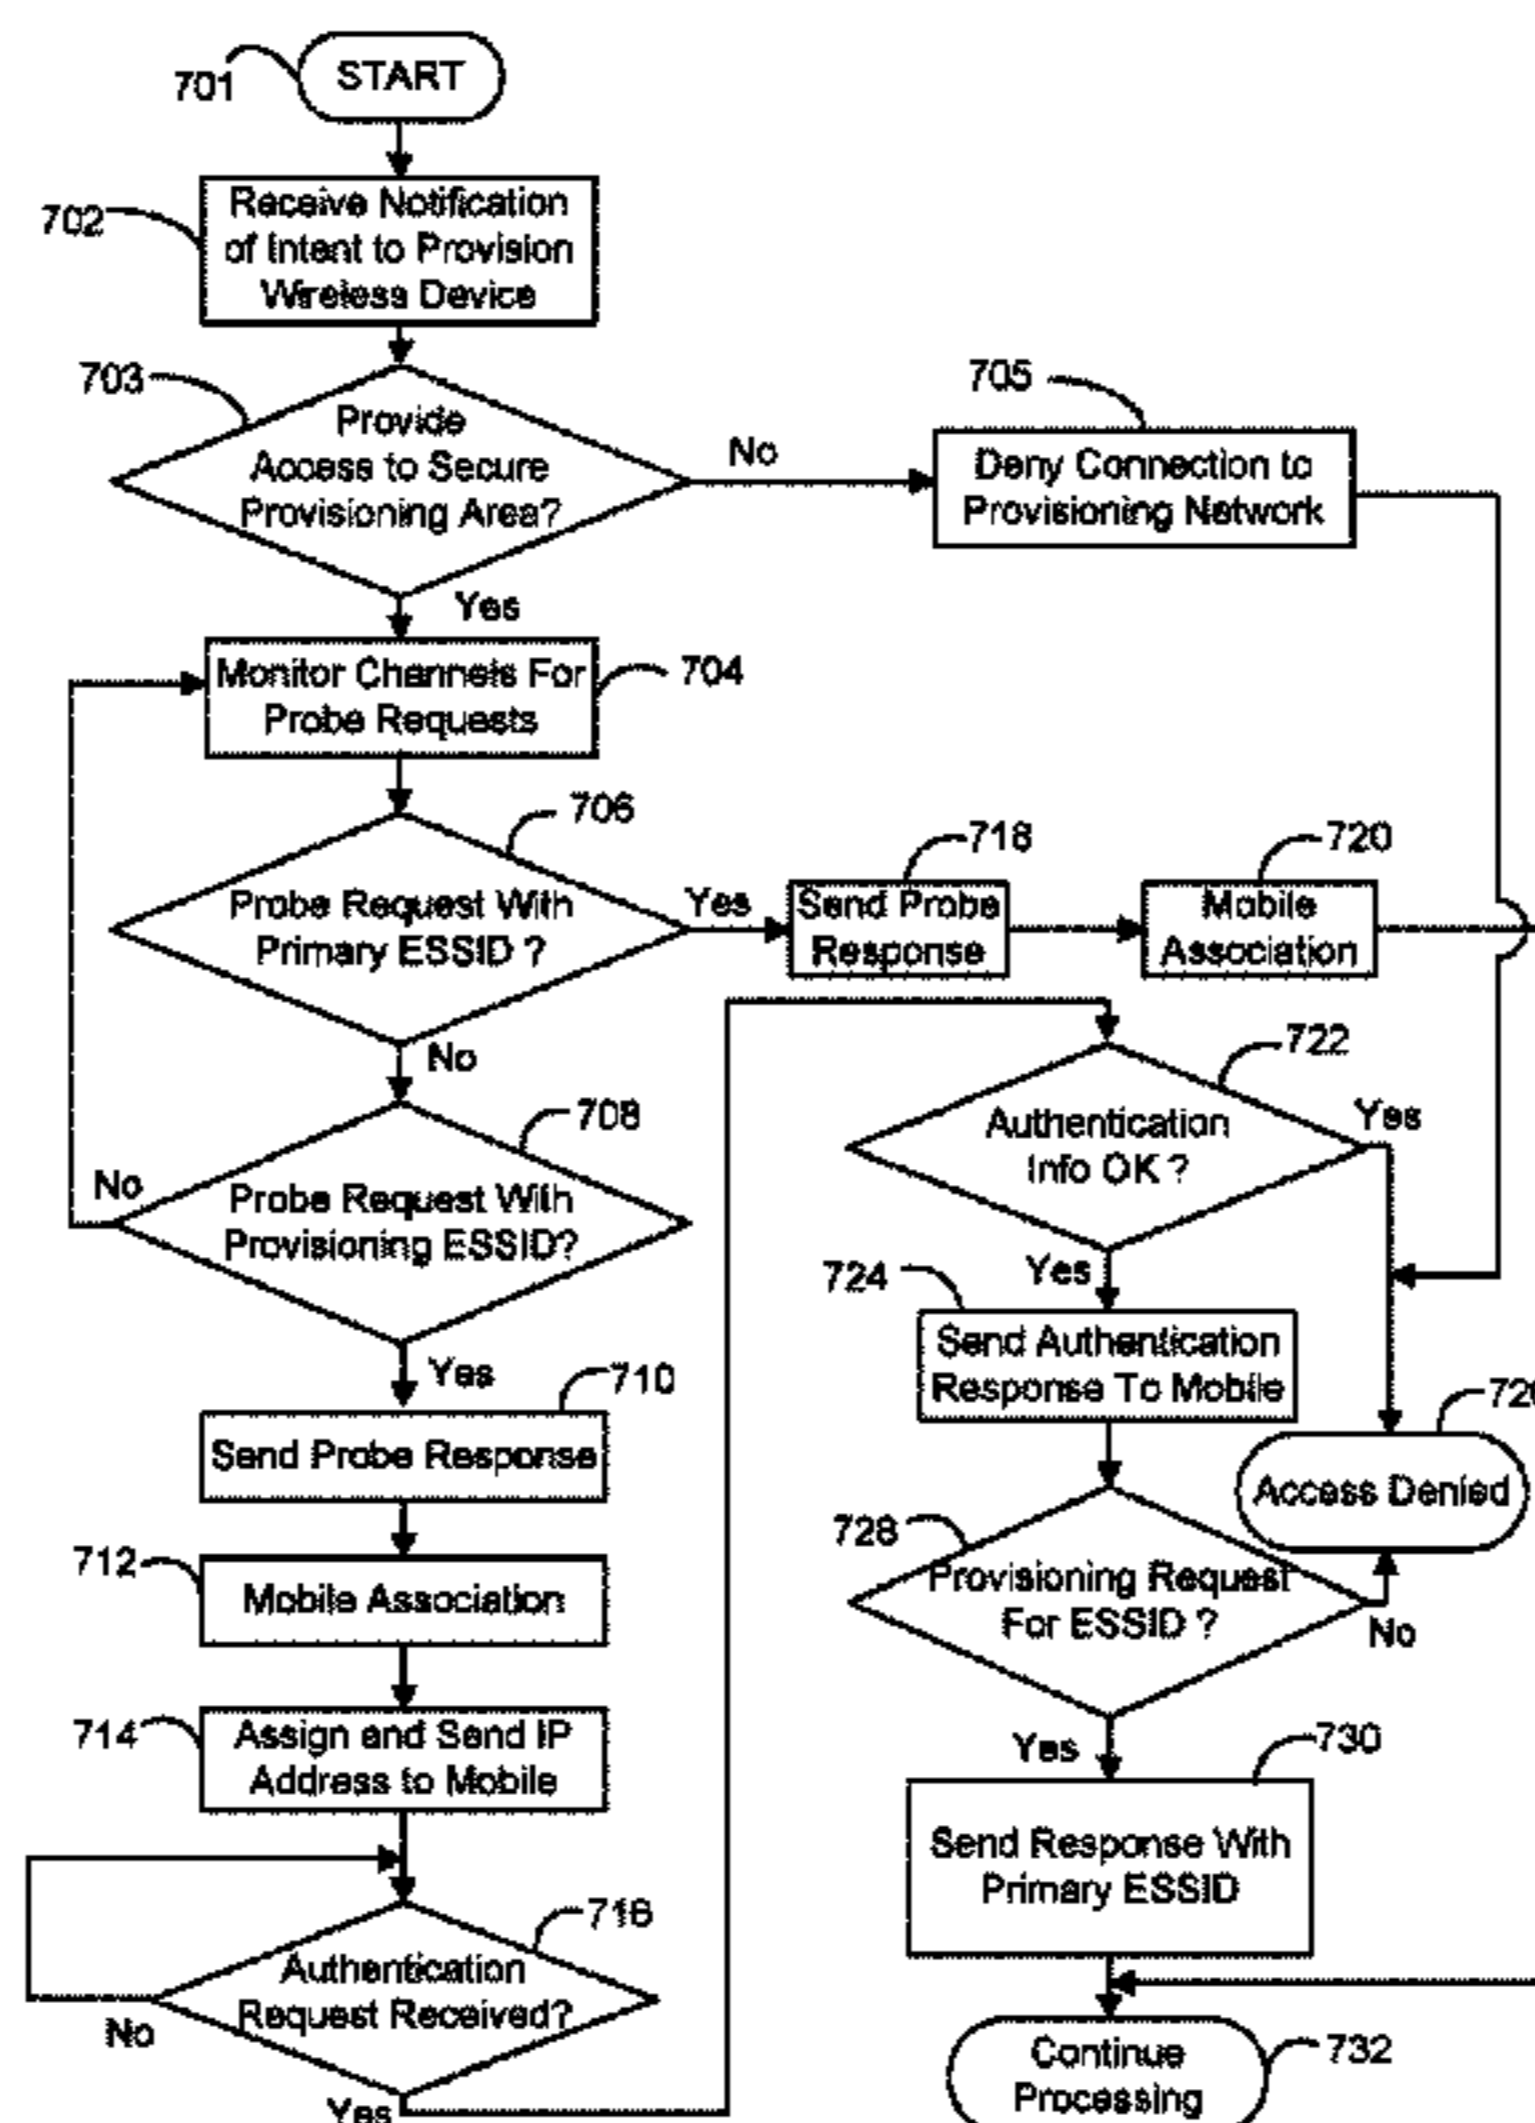 START
701
702
Receive Notification
of Intent to Provision
Wireless Device
703
Provide
Access to Secure
Provisioning Area?
No
705
Deny Connection to
Provisioning Network
Yes
Monitor Channels For
Probe Requests
704
706
Probe Request With
Primary ESSID ?
Yes
718
Send Probe
Response
720
Mobile
Association
No
708
Probe Request With
Provisioning ESSID?
No
Yes
710
Send Probe Response
712
Mobile Association
714
Assign and Send IP
Address to Mobile
716
Authentication
Request Received?
No
Yes
722
Authentication
Info OK ?
Yes
Yes
724
Send Authentication
Response To Mobile
Access Denied
728
Provisioning Request
For ESSID ?
No
Yes
730
Send Response With
Primary ESSID
Continue
Processing
732